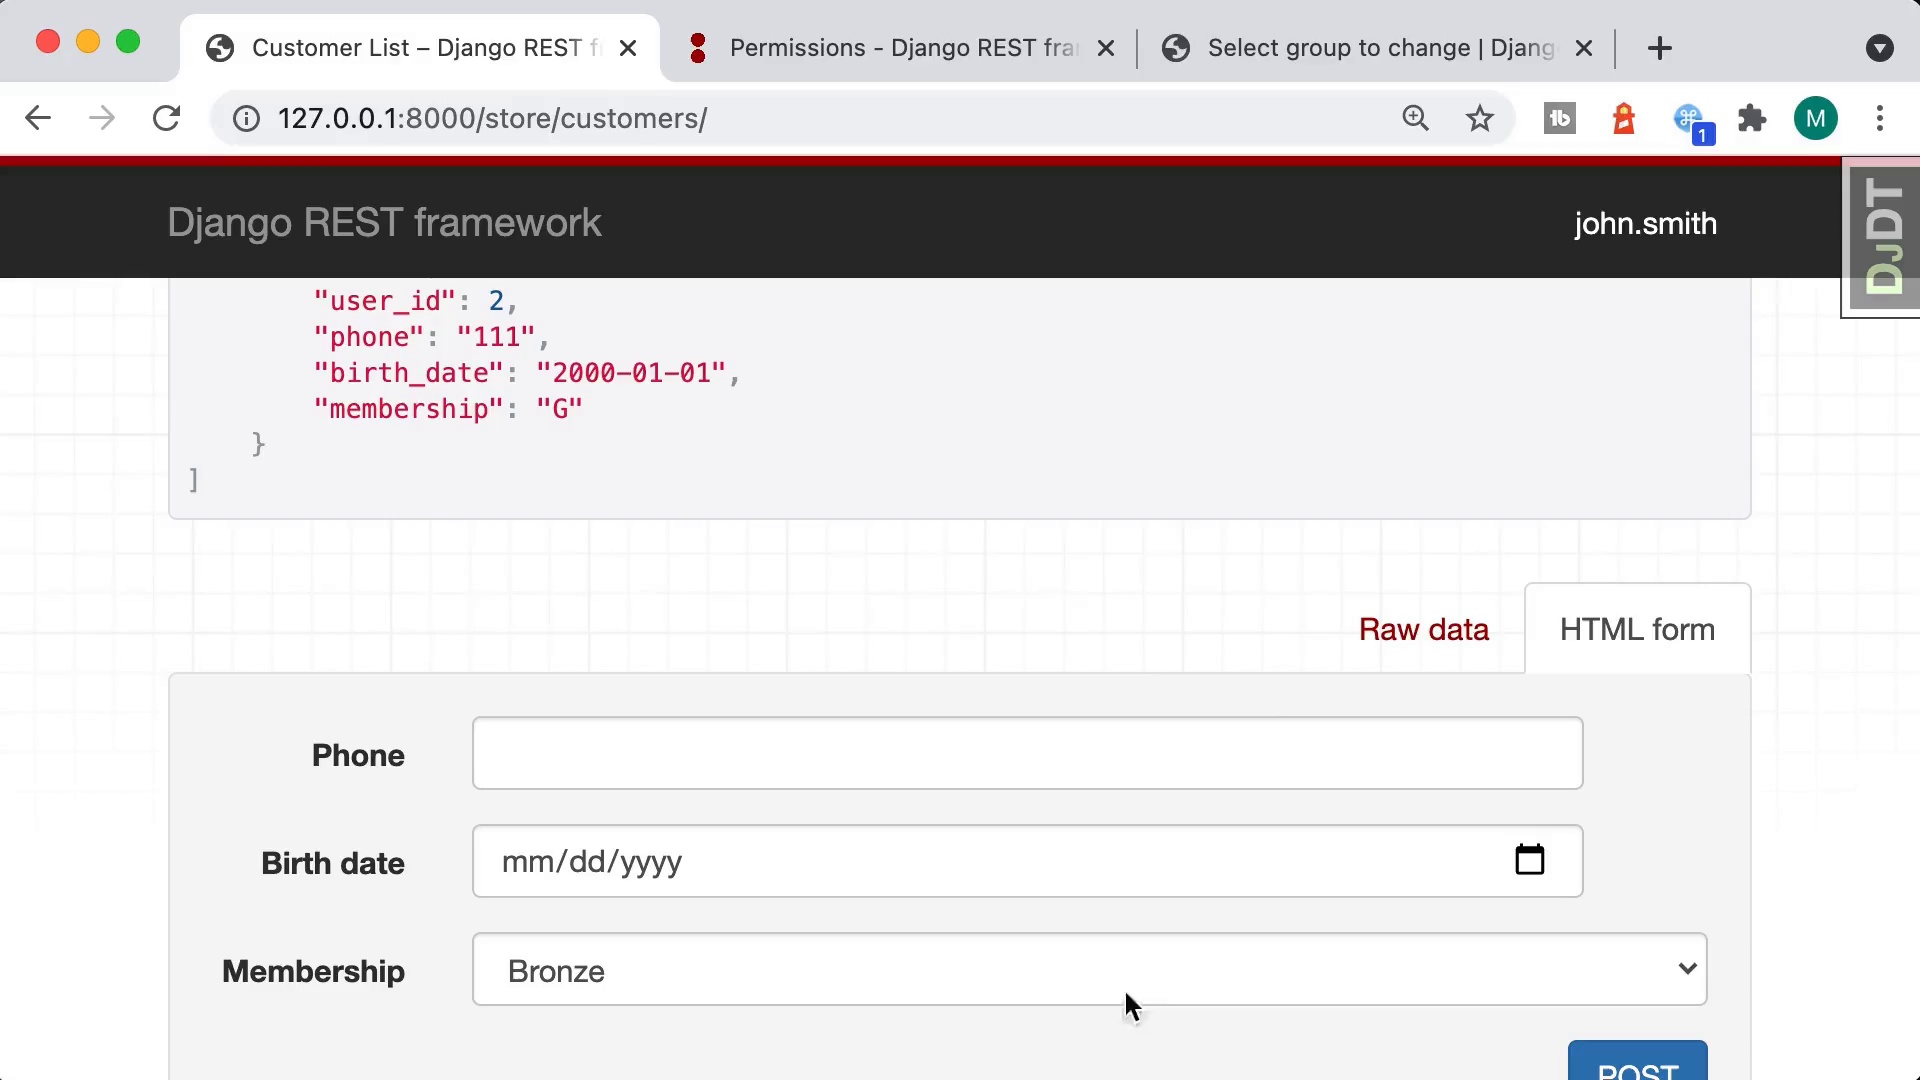 Customer List – Django REST f
Permissions - Django REST fra
Select group to change | Djang
127.0.0.1:8000/store/customers/
1
M
Django REST framework
john.smith
DJDT
"user_id": 2,
"phone": "111",
"birth_date": "2000-01-01",
"membership": "G"
}
]
Raw data
HTML form
Phone
Birth date
mm/dd/yyyy
Membership
Bronze
POST